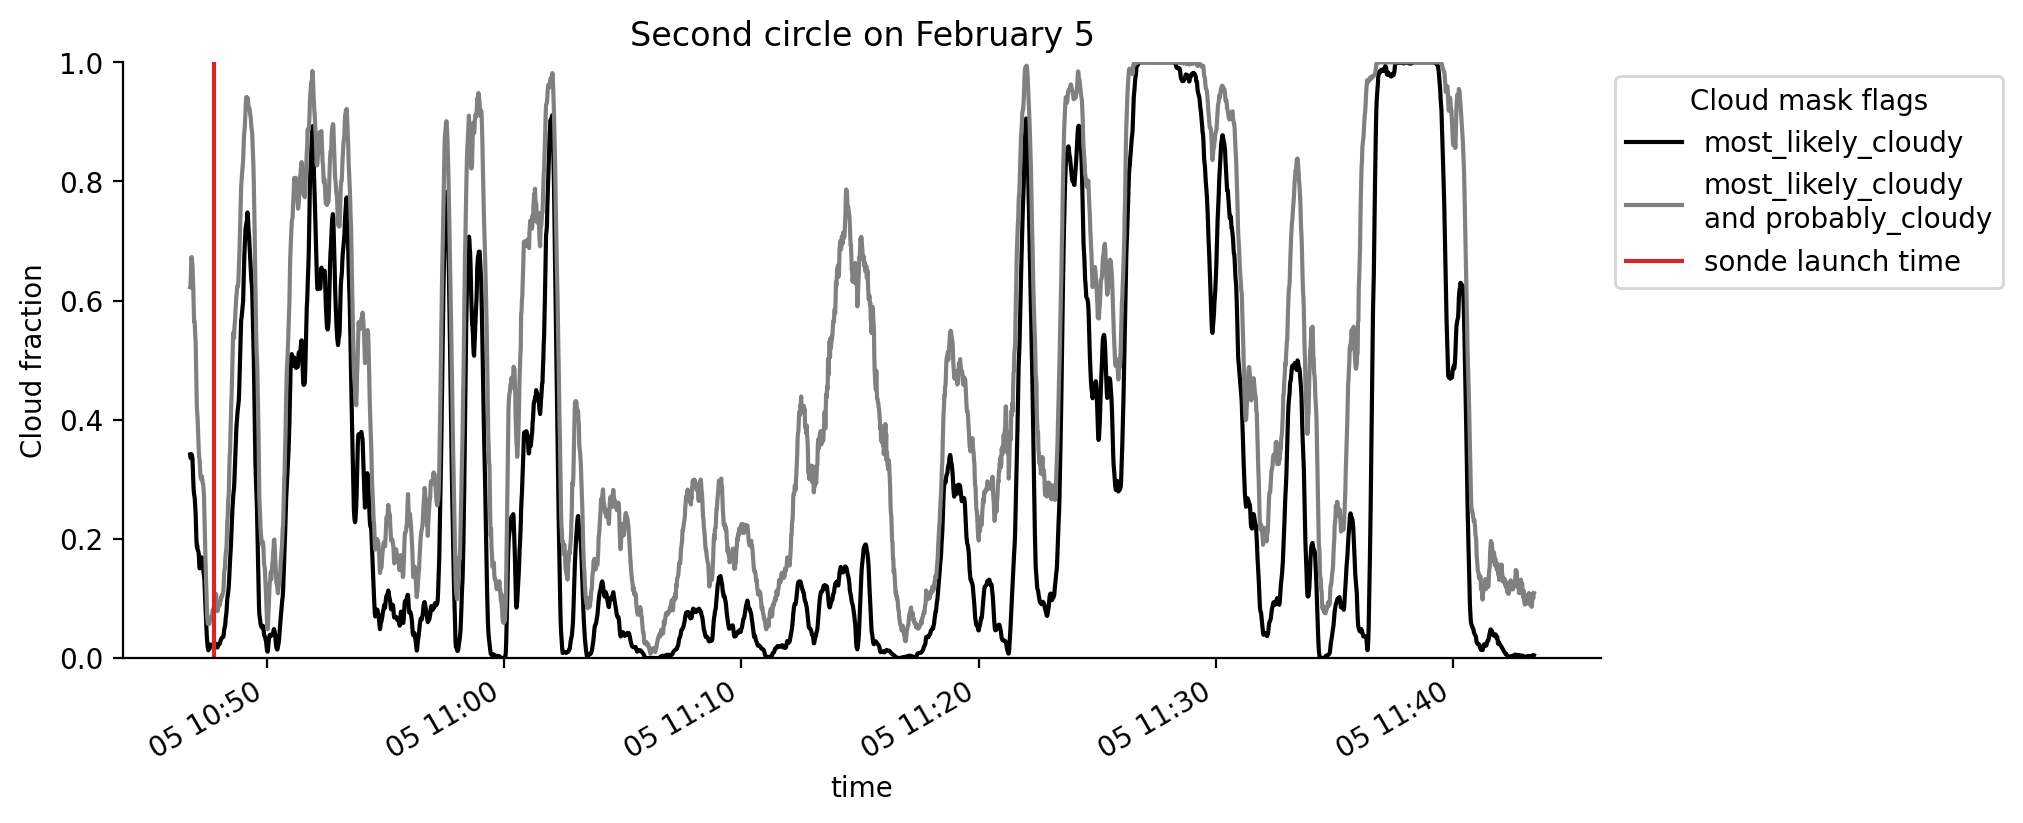 Second circle on February 5
Cloud fraction
1.0
0.8
0.6
0.4
0.2
0.0
05 10:50
05 11:00
05 11:10
05 11:20
05 11:30
05 11:40
time
Cloud mask flags
most_likely_cloudy
most_likely_cloudy
and probably_cloudy
sonde launch time